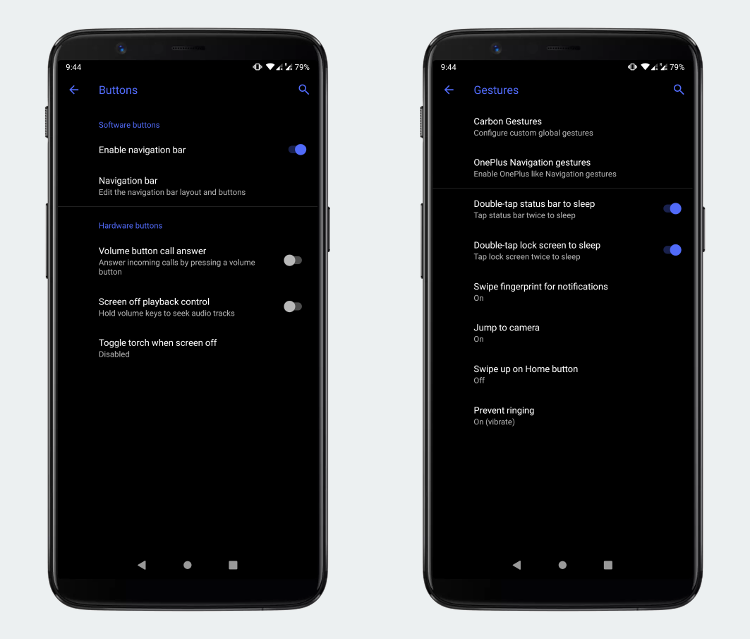 9:44
79%
Buttons
Software buttons
Enable navigation bar
Navigation bar
Edit the navigation bar layout and buttons
Hardware buttons
Volume button call answer
Answer incoming calls by pressing a volume
button
Screen off playback control
Hold volume keys to seek audio tracks
Toggle torch when screen off
Disabled
9:44
79%
Gestures
Carbon Gestures
Configure custom global gestures
OnePlus Navigation gestures
Enable OnePlus like Navigation gestures
Double-tap status bar to sleep
Tap status bar twice to sleep
Double-tap lock screen to sleep
Tap lock screen twice to sleep
Swipe fingerprint for notifications
On
Jump to camera
On
Swipe up on Home button
Off
Prevent ringing
On (vibrate)